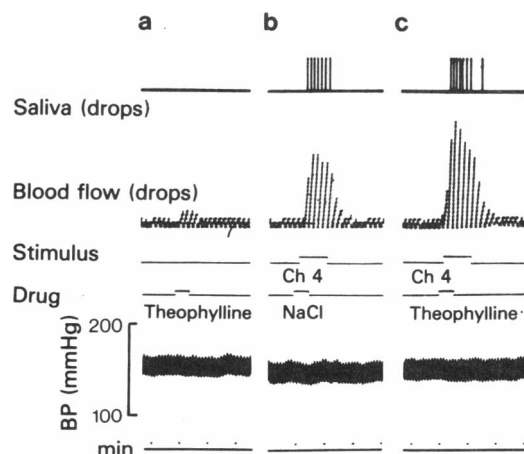 a b c
Saliva (drops)
Blood flow (drops)
Stimulus
Ch 4 Ch 4
Drug
Theophylline NaCl Theophylline
200
BP (mmHg)
100
min